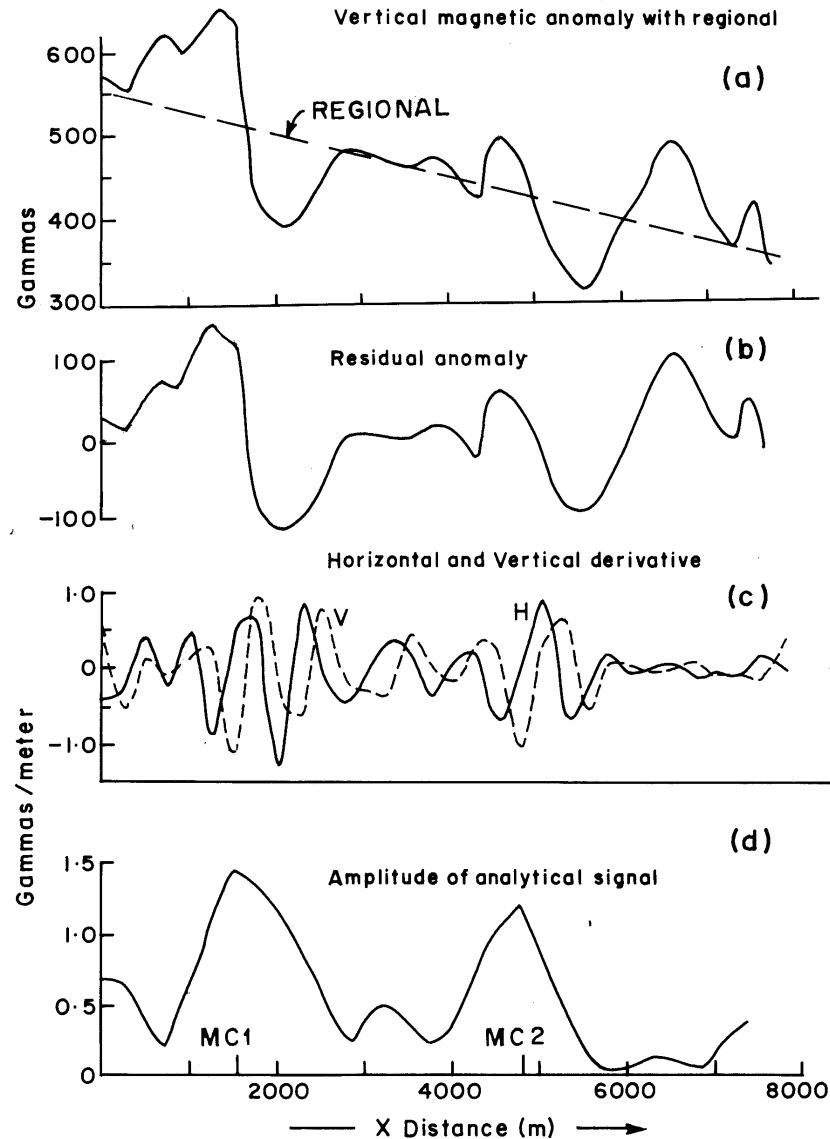 Vertical magnetic anomaly with regional
(a)
REGIONAL
600
500
400
300
Gammas
(b)
Residual anomaly
100
0
-100
Horizontal and Vertical derivative
(c)
V
H
1·0
0
-1·0
Gammas/meter
(d)
Amplitude of analytical signal
1·5
1·0
0·5
0
MC1
MC2
2000
4000
6000
8000
X Distance (m)